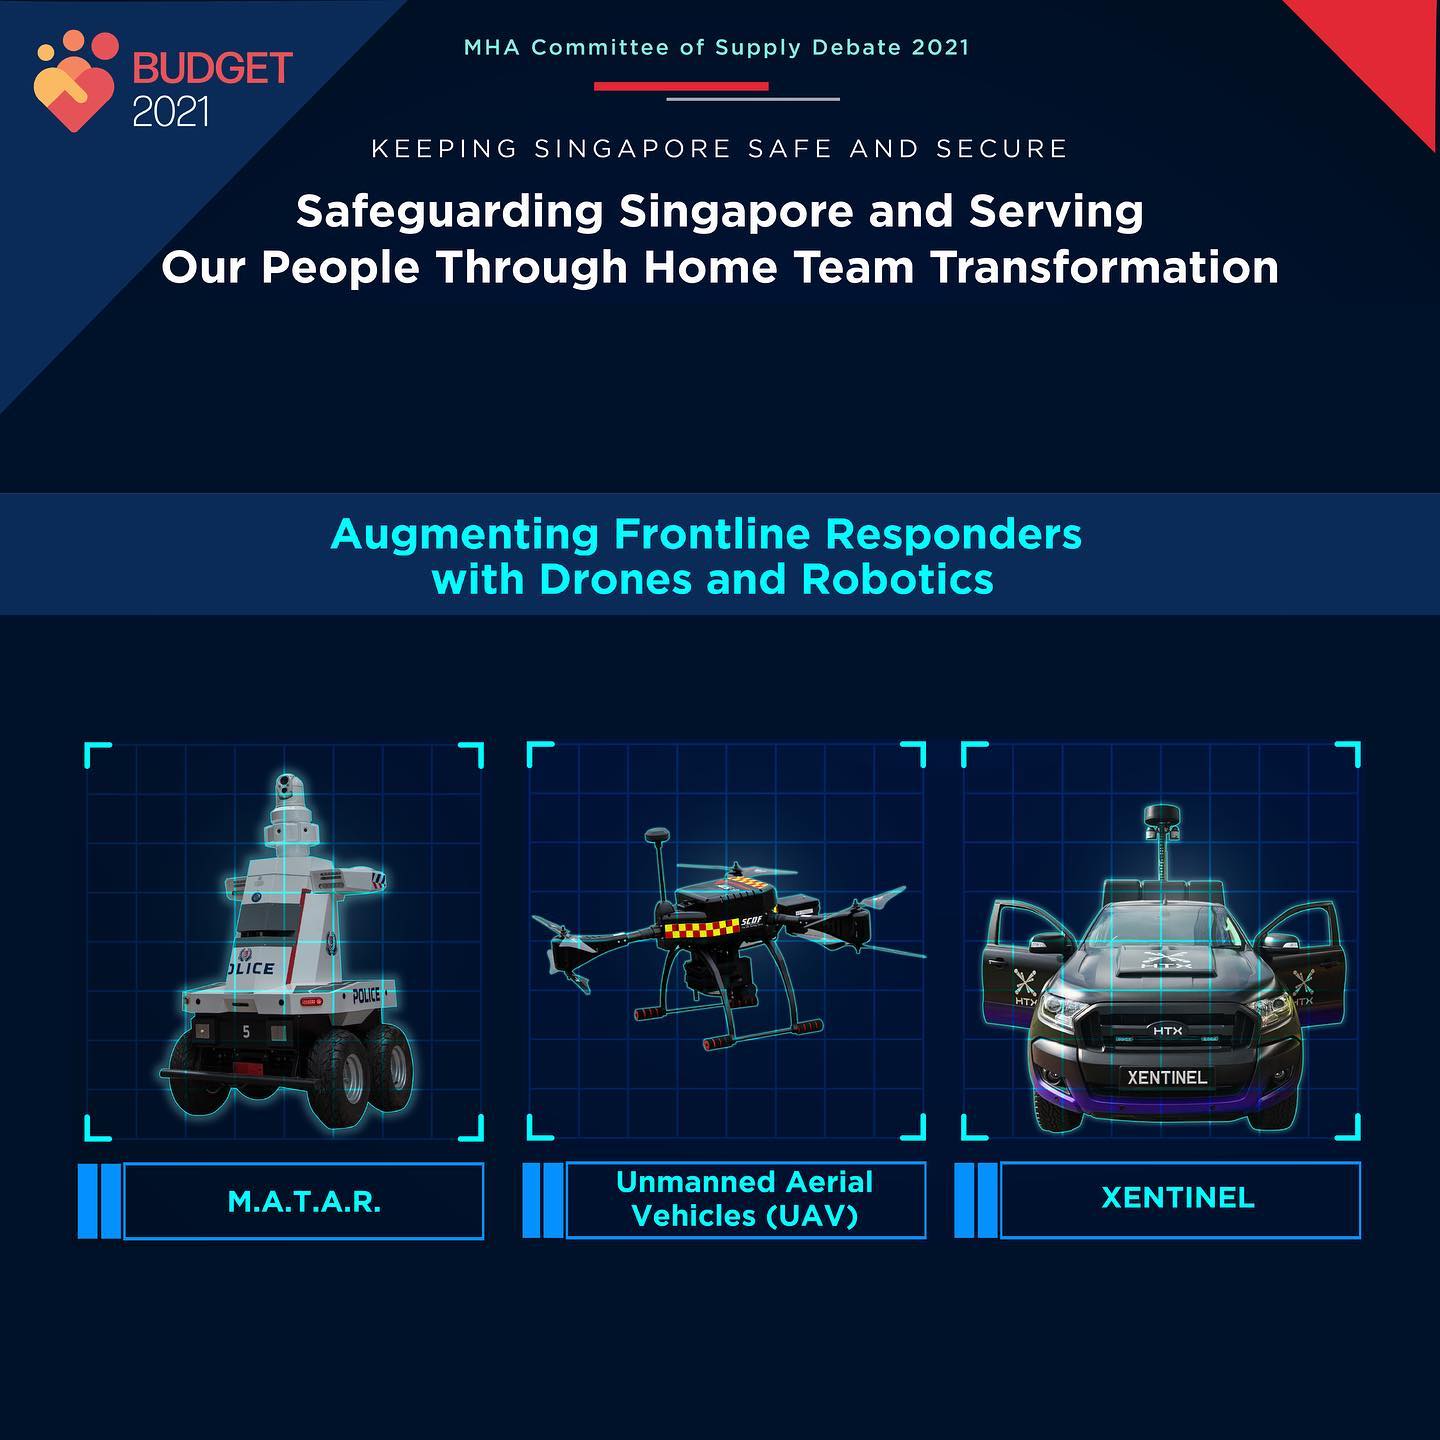 BUDGET
2021
MHA Committee of Supply Debate 2021
KEEPING SINGAPORE SAFE AND SECURE
Safeguarding Singapore and Serving
Our People Through Home Team Transformation
Augmenting Frontline Responders
with Drones and Robotics
OLICE
POLICE
5
SCDF
HTX
HTX
HTX
HTX
XENTINEL
M.A.T.A.R.
Unmanned Aerial
Vehicles (UAV)
XENTINEL